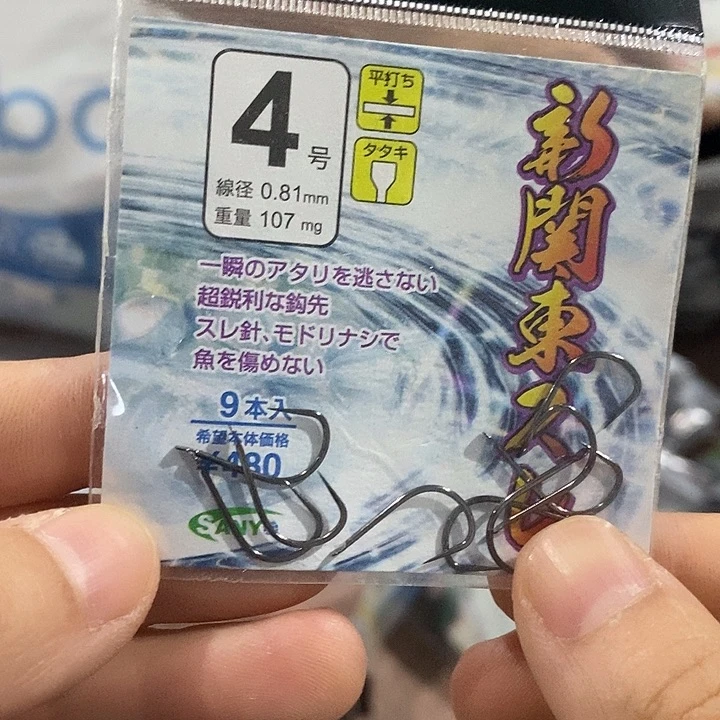 4号
線径 0.81mm
重量 107 mg
平打ち
タタキ
新関東スレ
一瞬のアタリを逃さない
超鋭利な鈎先
スレ針、モドリナシで
魚を傷めない
9本入
希望本体価格
¥480
SANYO